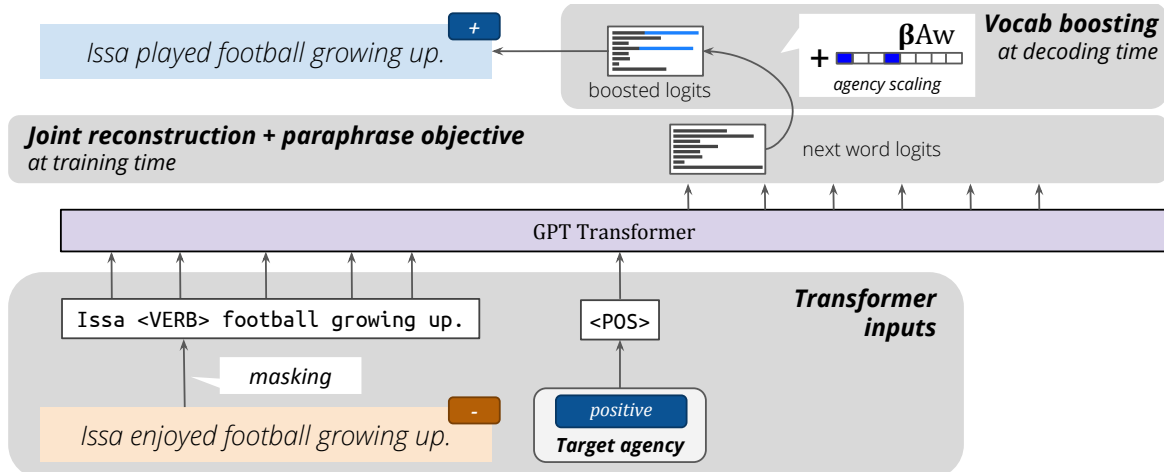 +
Issa played football growing up.
boosted logits
+
βAw
agency scaling
Vocab boosting
at decoding time
Joint reconstruction + paraphrase objective
at training time
next word logits
GPT Transformer
Issa <VERB> football growing up.
<POS>
Transformer
inputs
masking
-
Issa enjoyed football growing up.
positive
Target agency